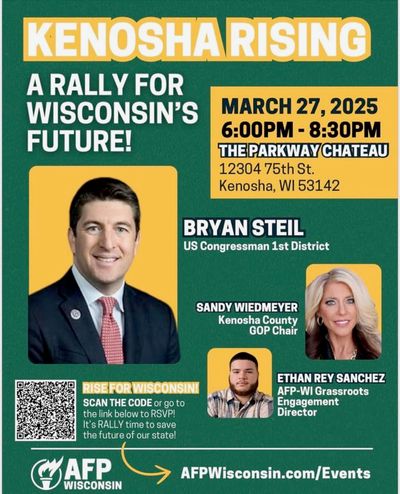 KENOSHA RISING
A RALLY FOR
WISCONSIN'S
FUTURE!
MARCH 27, 2025
6:00PM - 8:30PM
THE PARKWAY CHATEAU
12304 75th St.
Kenosha, WI 53142
BRYAN STEIL
US Congressman 1st District
SANDY WIEDMEYER
Kenosha County
GOP Chair
ETHAN REY SANCHEZ
AFP-WI Grassroots
Engagement
Director
RISE FOR WISCONSIN!
SCAN THE CODE or go to
the link below to RSVP!
It's RALLY time to save
the future of our state!
AFP
WISCONSIN
AFPWisconsin.com/Events